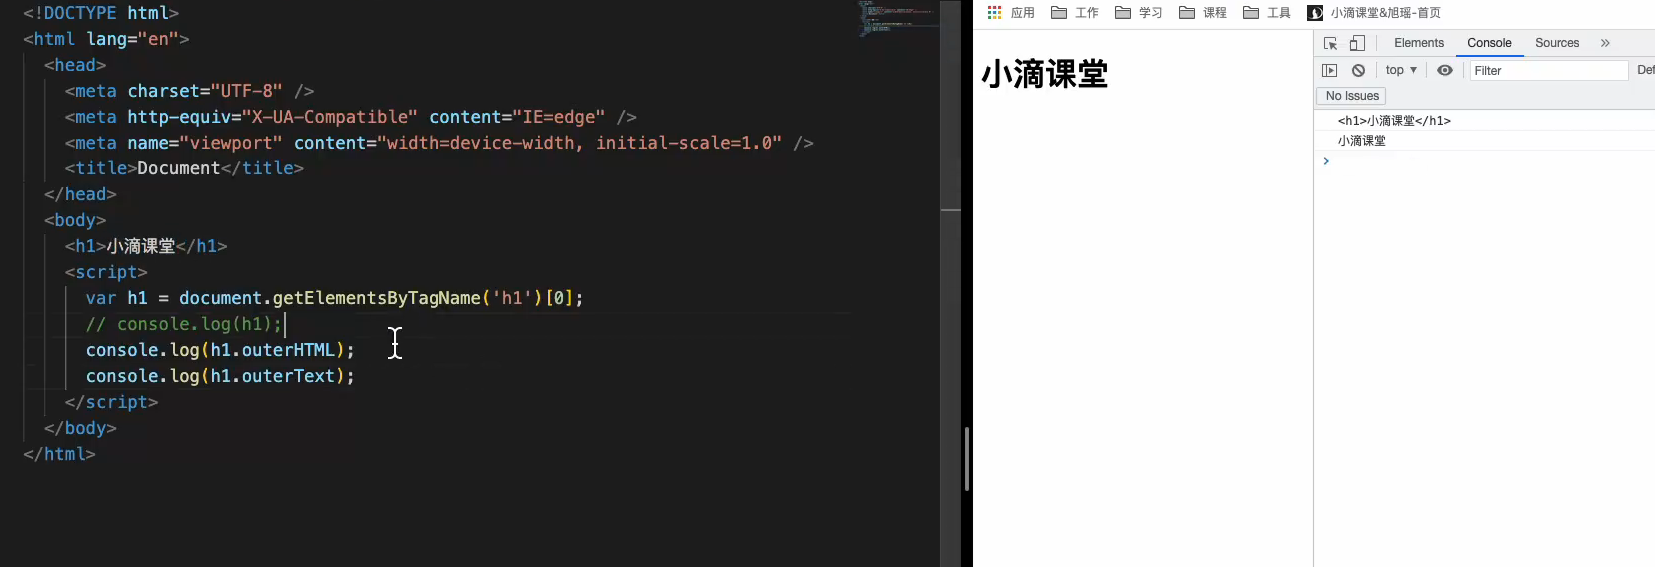 <!DOCTYPE html>
<html lang="en">
<head>
<meta charset="UTF-8" />
<meta http-equiv="X-UA-Compatible" content="IE=edge" />
<meta name="viewport" content="width=device-width, initial-scale=1.0" />
<title>Document</title>
</head>
<body>
<h1>小滴课堂</h1>
<script>
var h1 = document.getElementsByTagName('h1')[0];
// console.log(h1);
console.log(h1.outerHTML);
console.log(h1.outerText);
</script>
</body>
</html>
应用 工作 学习 课程 工具 小滴课堂&旭瑶-首页
小滴课堂
Elements Console Sources »
top ▼ Filter Def
No Issues
<h1>小滴课堂</h1>
小滴课堂